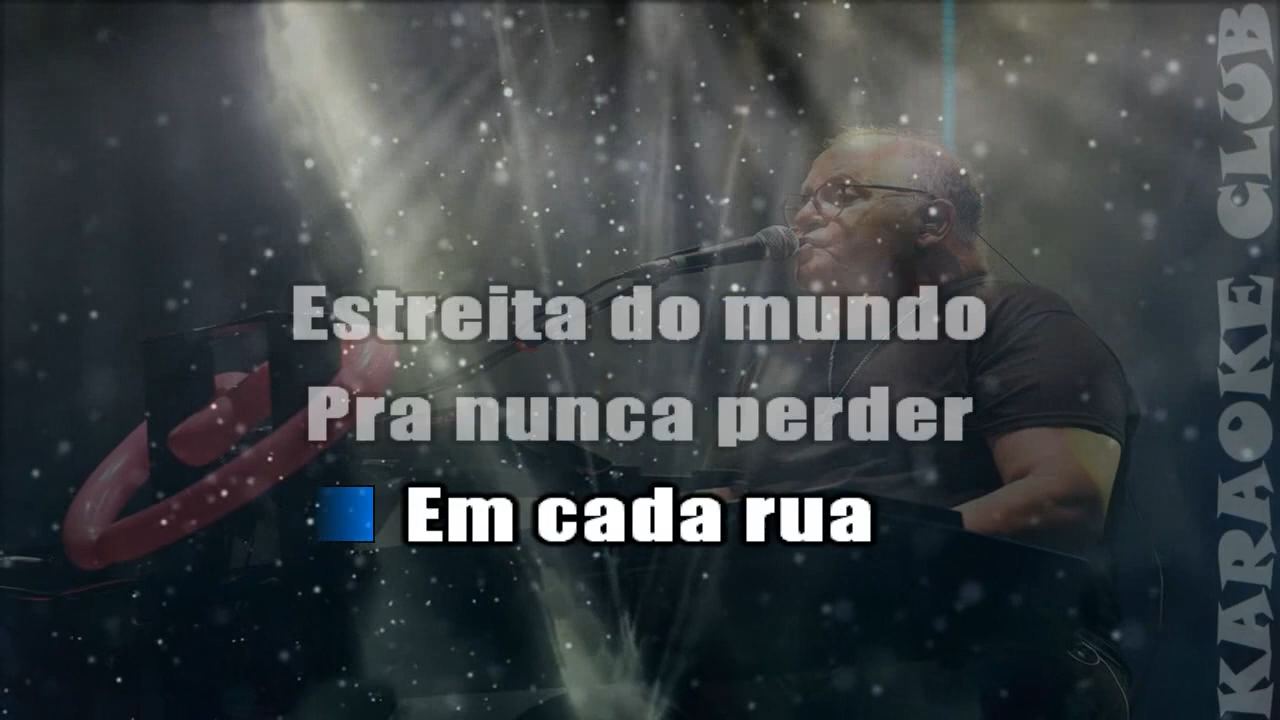 Estreita do mundo
Pra nunca perder
Em cada rua
KARAOKE CLUB